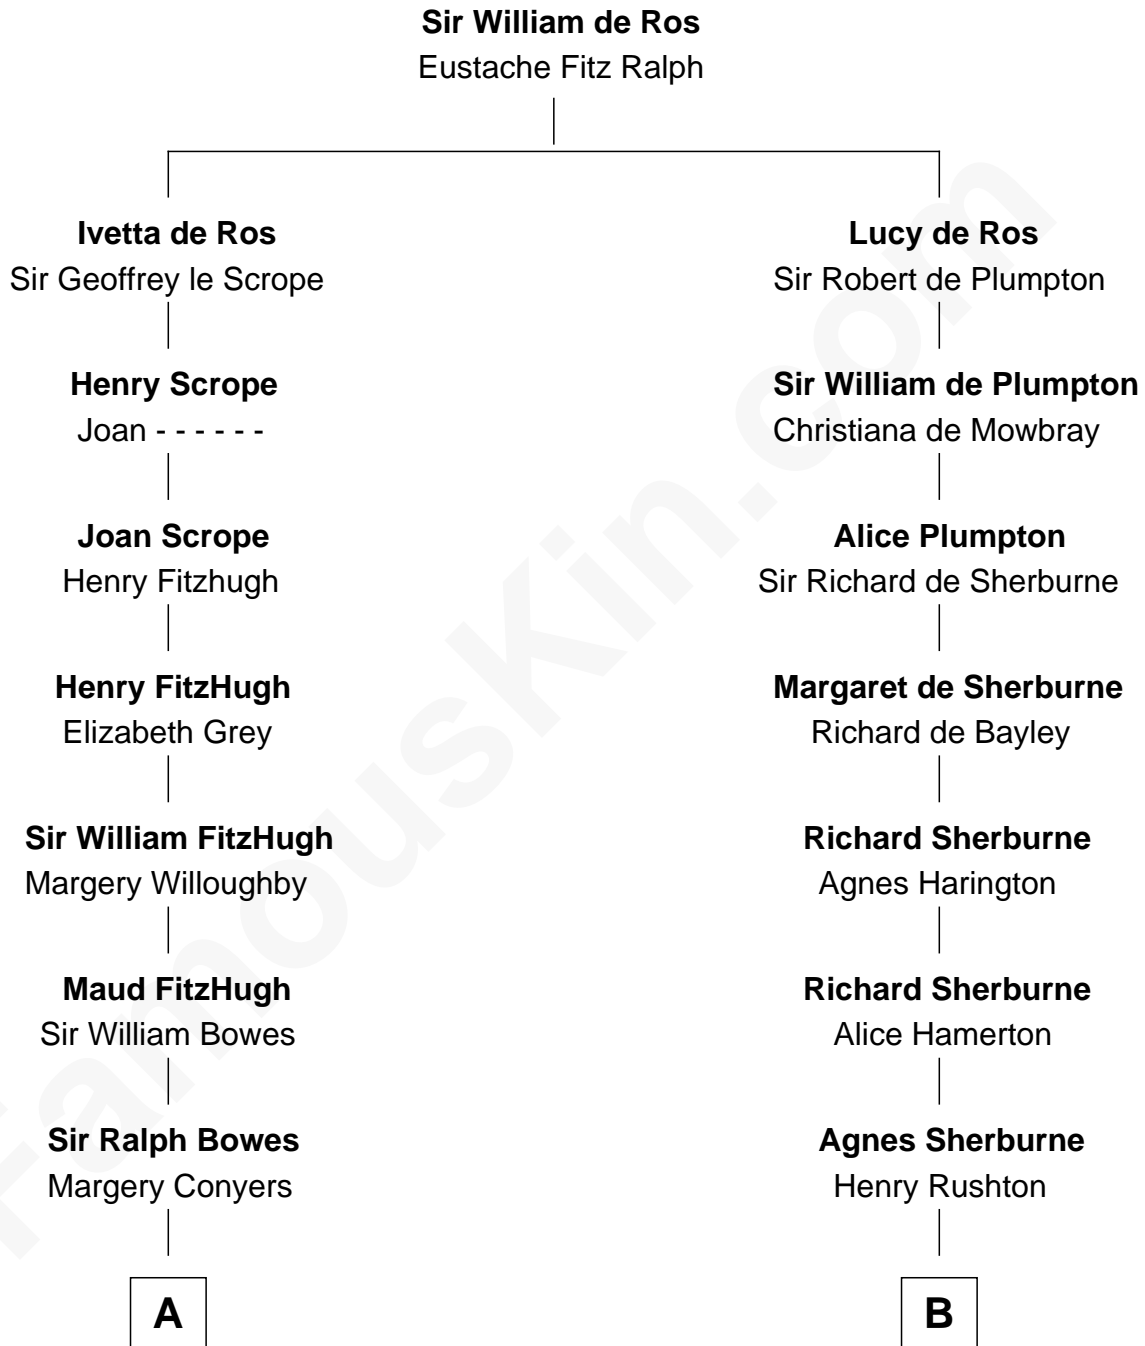 Sir William de Ros
Eustache Fitz Ralph
Ivetta de Ros
Sir Geoffrey le Scrope
Lucy de Ros
Sir Robert de Plumpton
Henry Scrope
Joan - - - - - -
Sir William de Plumpton
Christiana de Mowbray
Joan Scrope
Henry Fitzhugh
Alice Plumpton
Sir Richard de Sherburne
Henry FitzHugh
Elizabeth Grey
Margaret de Sherburne
Richard de Bayley
Sir William FitzHugh
Margery Willoughby
Richard Sherburne
Agnes Harington
Maud FitzHugh
Sir William Bowes
Richard Sherburne
Alice Hamerton
Sir Ralph Bowes
Margery Conyers
Agnes Sherburne
Henry Rushton
A
B
FamousKin.com